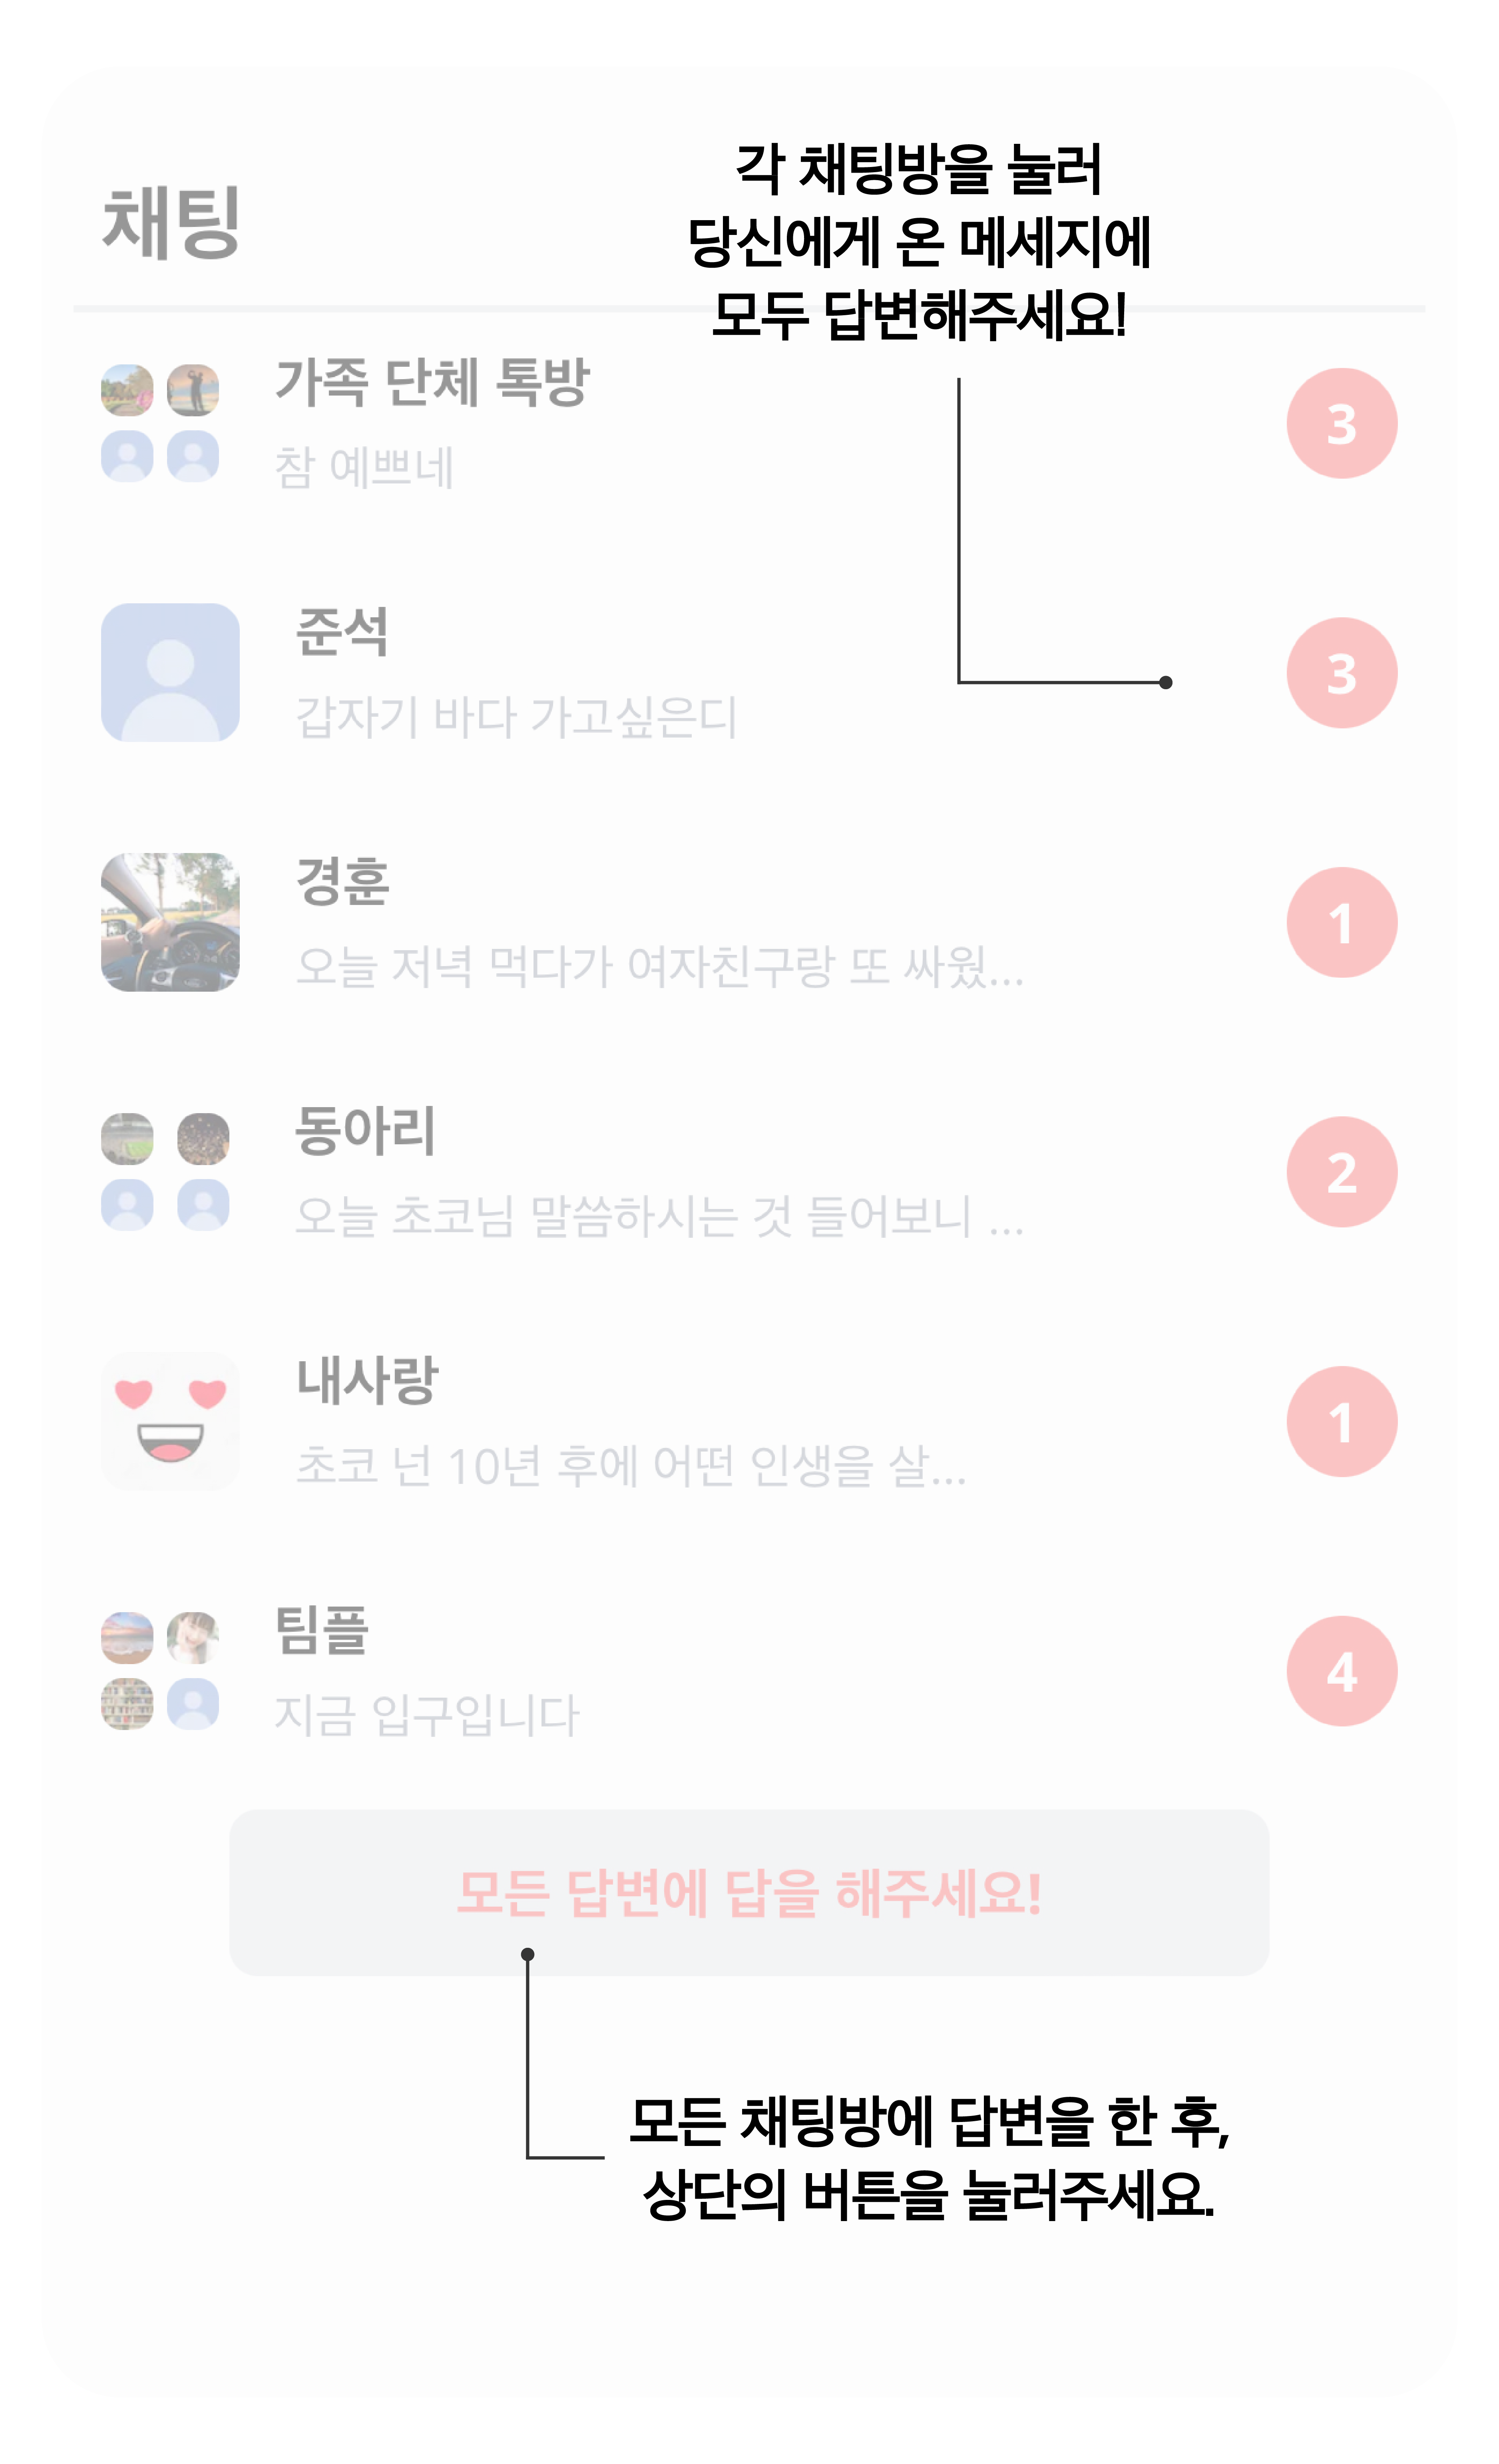 각 채팅방을 눌러
당신에게 온 메세지에
모두 답변해주세요!
채팅
가족 단체 톡방
참 예쁘네
3
준석
갑자기 바다 가고싶은디
3
경훈
오늘 저녁 먹다가 여자친구랑 또 싸웠...
1
동아리
오늘 초코님 말씀하시는 것 들어보니 ...
2
내사랑
초코 넌 10년 후에 어떤 인생을 살...
1
팀플
지금 입구입니다
4
모든 답변에 답을 해주세요!
모든 채팅방에 답변을 한 후,
상단의 버튼을 눌러주세요.